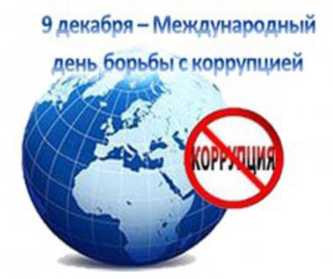 9 декабря – Международный
день борьбы с коррупцией
КОРРУПЦИЯ